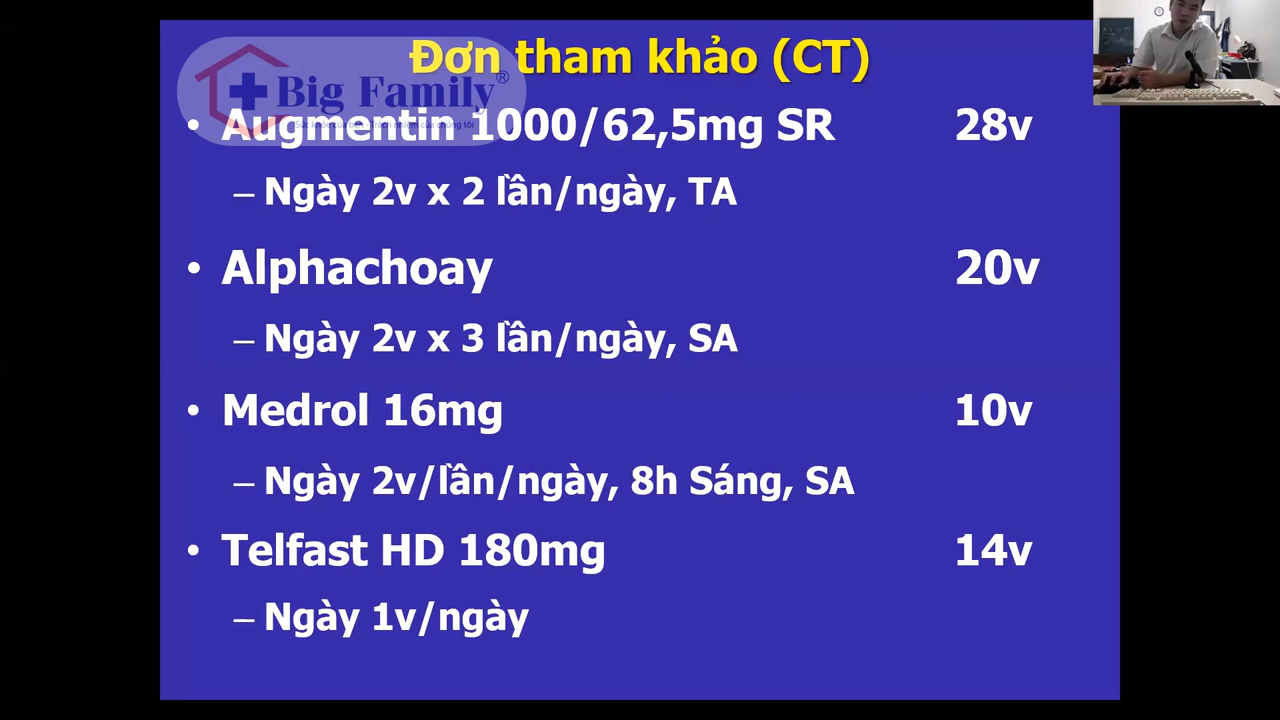 Đơn tham khảo (CT)
Big Family®
• Augmentin 1000/62,5mg SR 28v
– Ngày 2v x 2 lần/ngày, TA
• Alphachoay 20v
– Ngày 2v x 3 lần/ngày, SA
• Medrol 16mg 10v
– Ngày 2v/lần/ngày, 8h Sáng, SA
• Telfast HD 180mg 14v
– Ngày 1v/ngày